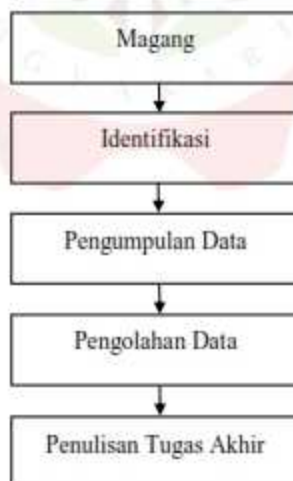 Magang
Identifikasi
Pengumpulan Data
Pengolahan Data
Penulisan Tugas Akhir